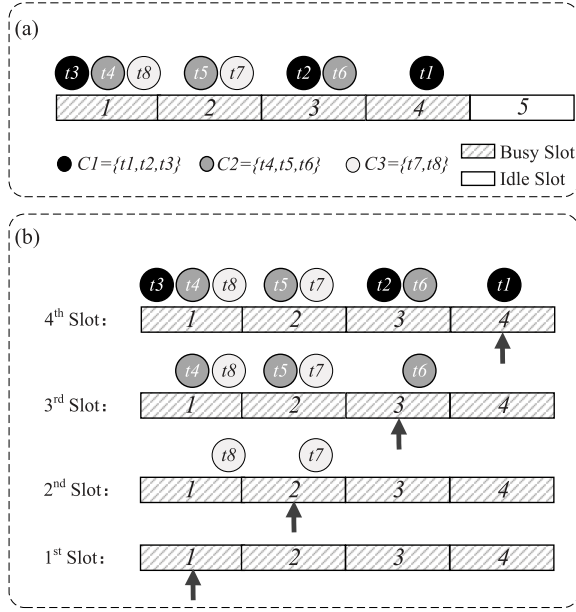 (a)
t3 t4 t8 t5 t7 t2 t6 t1
1 2 3 4 5
C1={t1,t2,t3} C2={t4,t5,t6} C3={t7,t8} Busy Slot
Idle Slot
(b)
t3 t4 t8 t5 t7 t2 t6 t1
4th Slot: 1 2 3 4
t4 t8 t5 t7 t6
3rd Slot: 1 2 3 4
t8 t7
2nd Slot: 1 2 3 4
1st Slot: 1 2 3 4